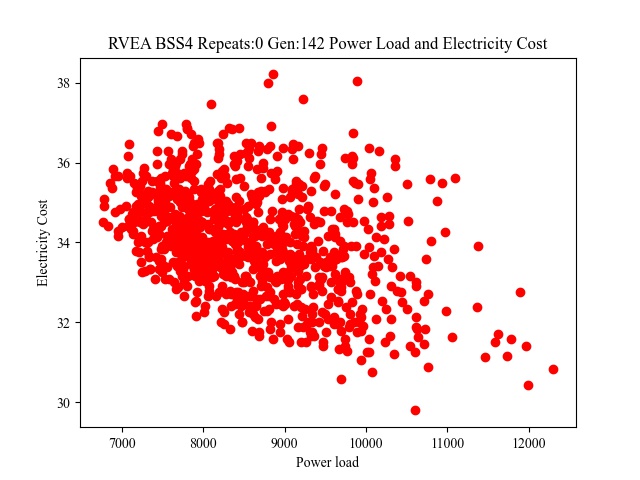 RVEA BSS4 Repeats:0 Gen:142 Power Load and Electricity Cost
38
36
34
32
30
Electricity Cost
7000 8000 9000 10000 11000 12000
Power load